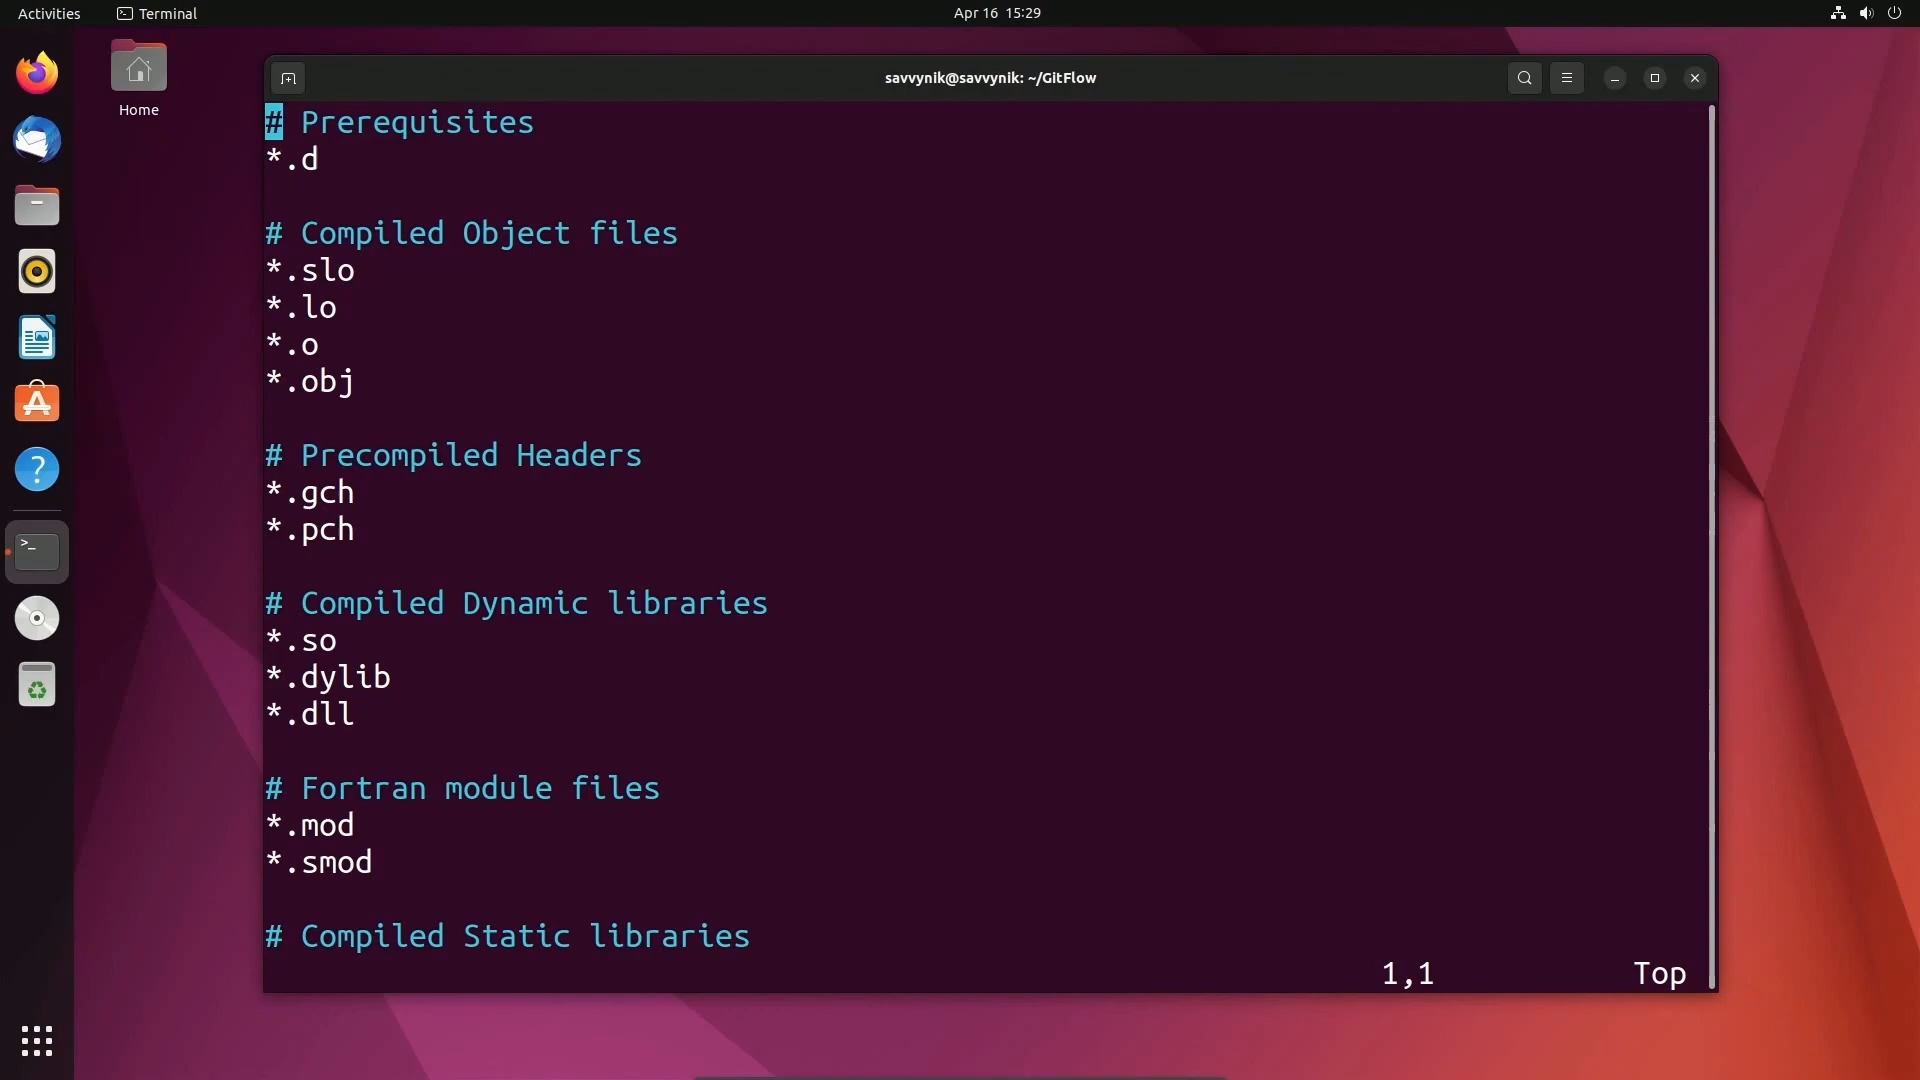 Activities
Terminal
Apr 16 15:29
Home
savvynik@savvynik: ~/GitFlow
# Prerequisites
*.d
# Compiled Object files
*.slo
*.lo
*.o
*.obj
# Precompiled Headers
*.gch
*.pch
# Compiled Dynamic libraries
*.so
*.dylib
*.dll
# Fortran module files
*.mod
*.smod
# Compiled Static libraries
1,1 Top